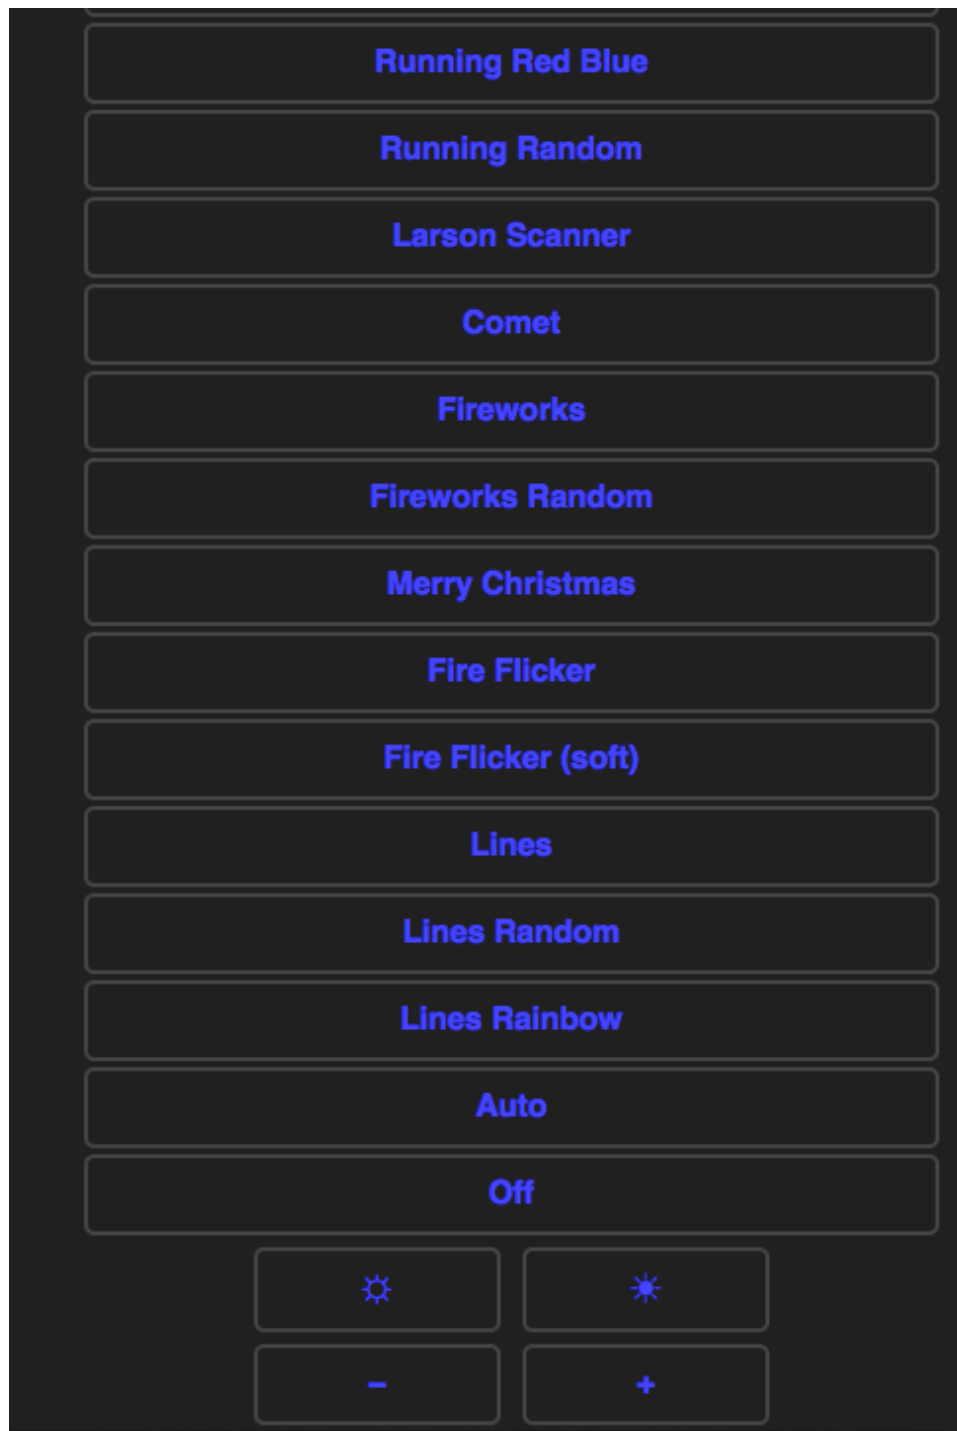 Running Red Blue
Running Random
Larson Scanner
Comet
Fireworks
Fireworks Random
Merry Christmas
Fire Flicker
Fire Flicker (soft)
Lines
Lines Random
Lines Rainbow
Auto
Off
☼ ☀
− +